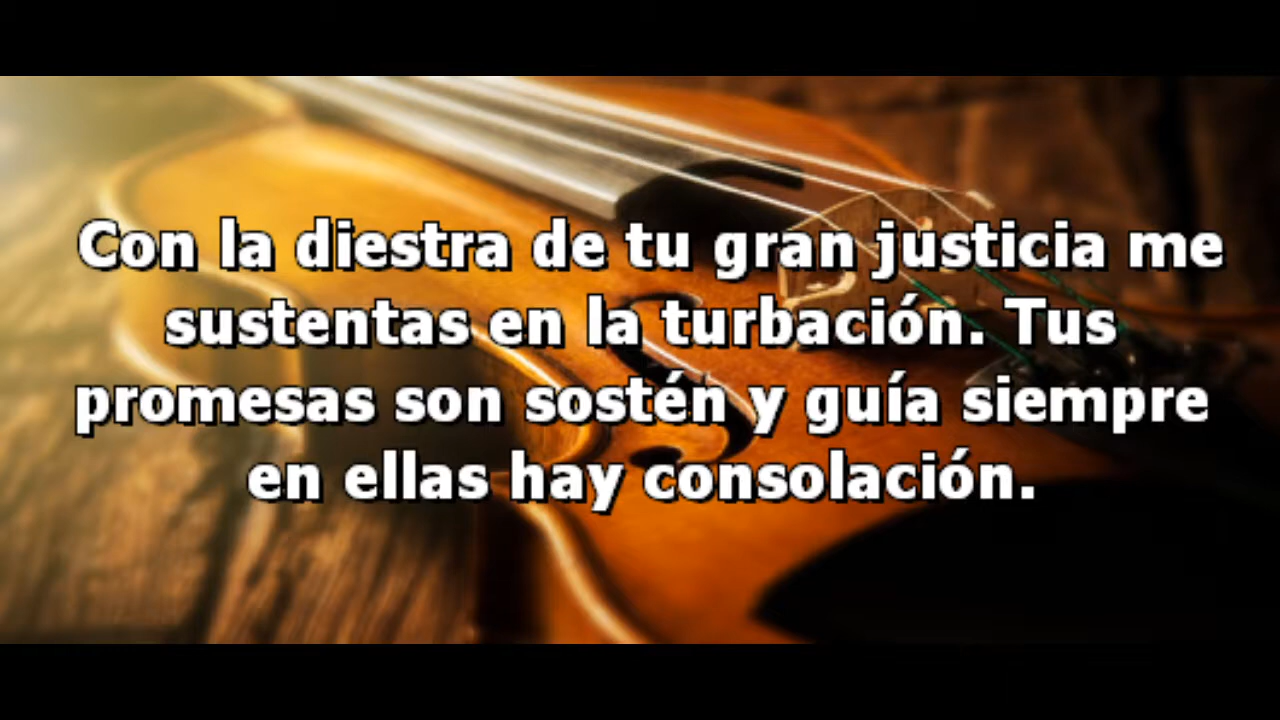 Con la diestra de tu gran justicia me
sustentas en la turbación. Tus
promesas son sostén y guía siempre
en ellas hay consolación.